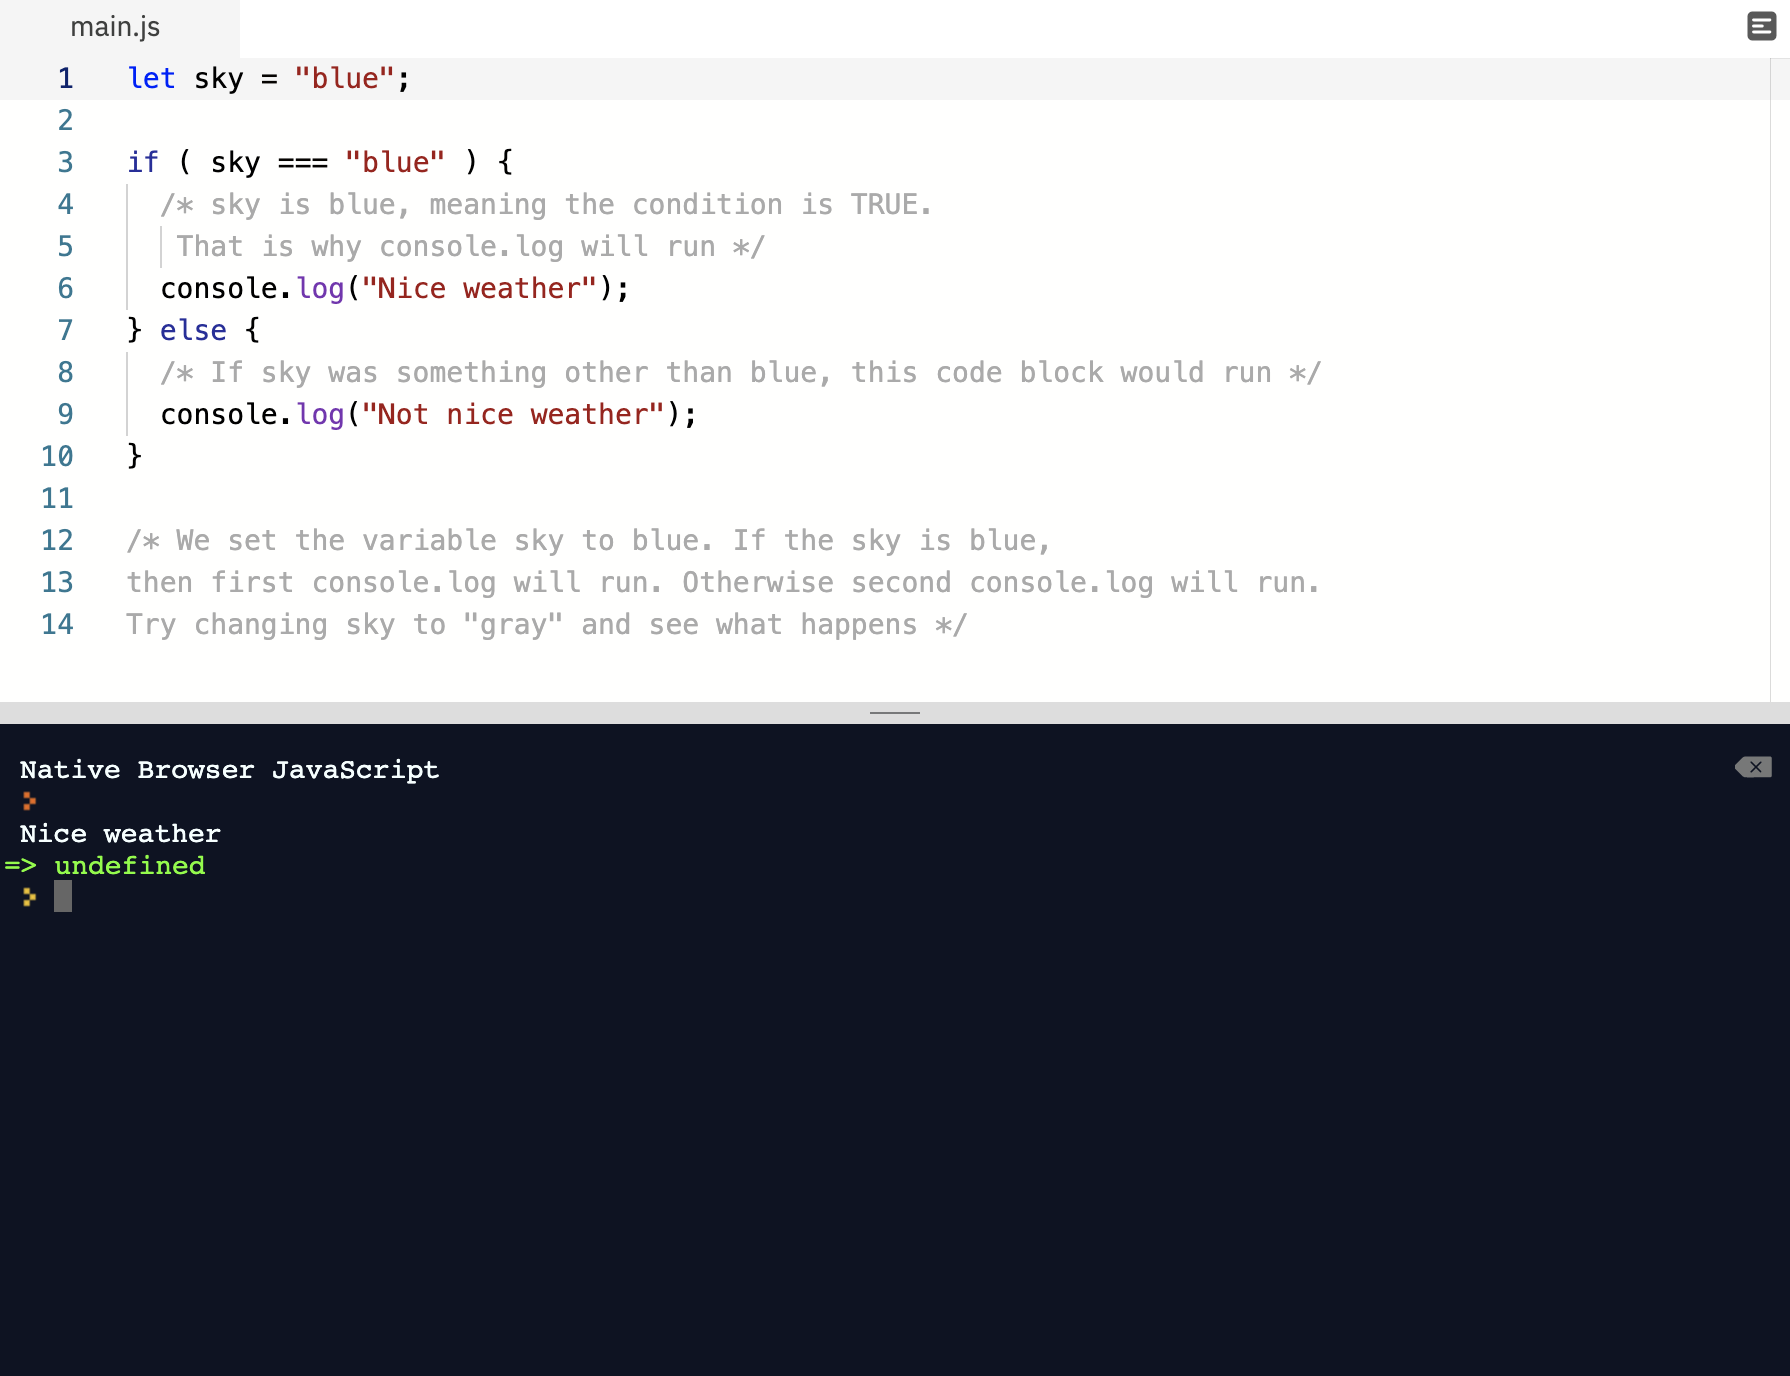 main.js
1 let sky = "blue";
2
3 if ( sky === "blue" ) {
4 /* sky is blue, meaning the condition is TRUE.
5 That is why console.log will run */
6 console.log("Nice weather");
7 } else {
8 /* If sky was something other than blue, this code block would run */
9 console.log("Not nice weather");
10 }
11
12 /* We set the variable sky to blue. If the sky is blue,
13 then first console.log will run. Otherwise second console.log will run.
14 Try changing sky to "gray" and see what happens */
Native Browser JavaScript
>
Nice weather
=> undefined
>